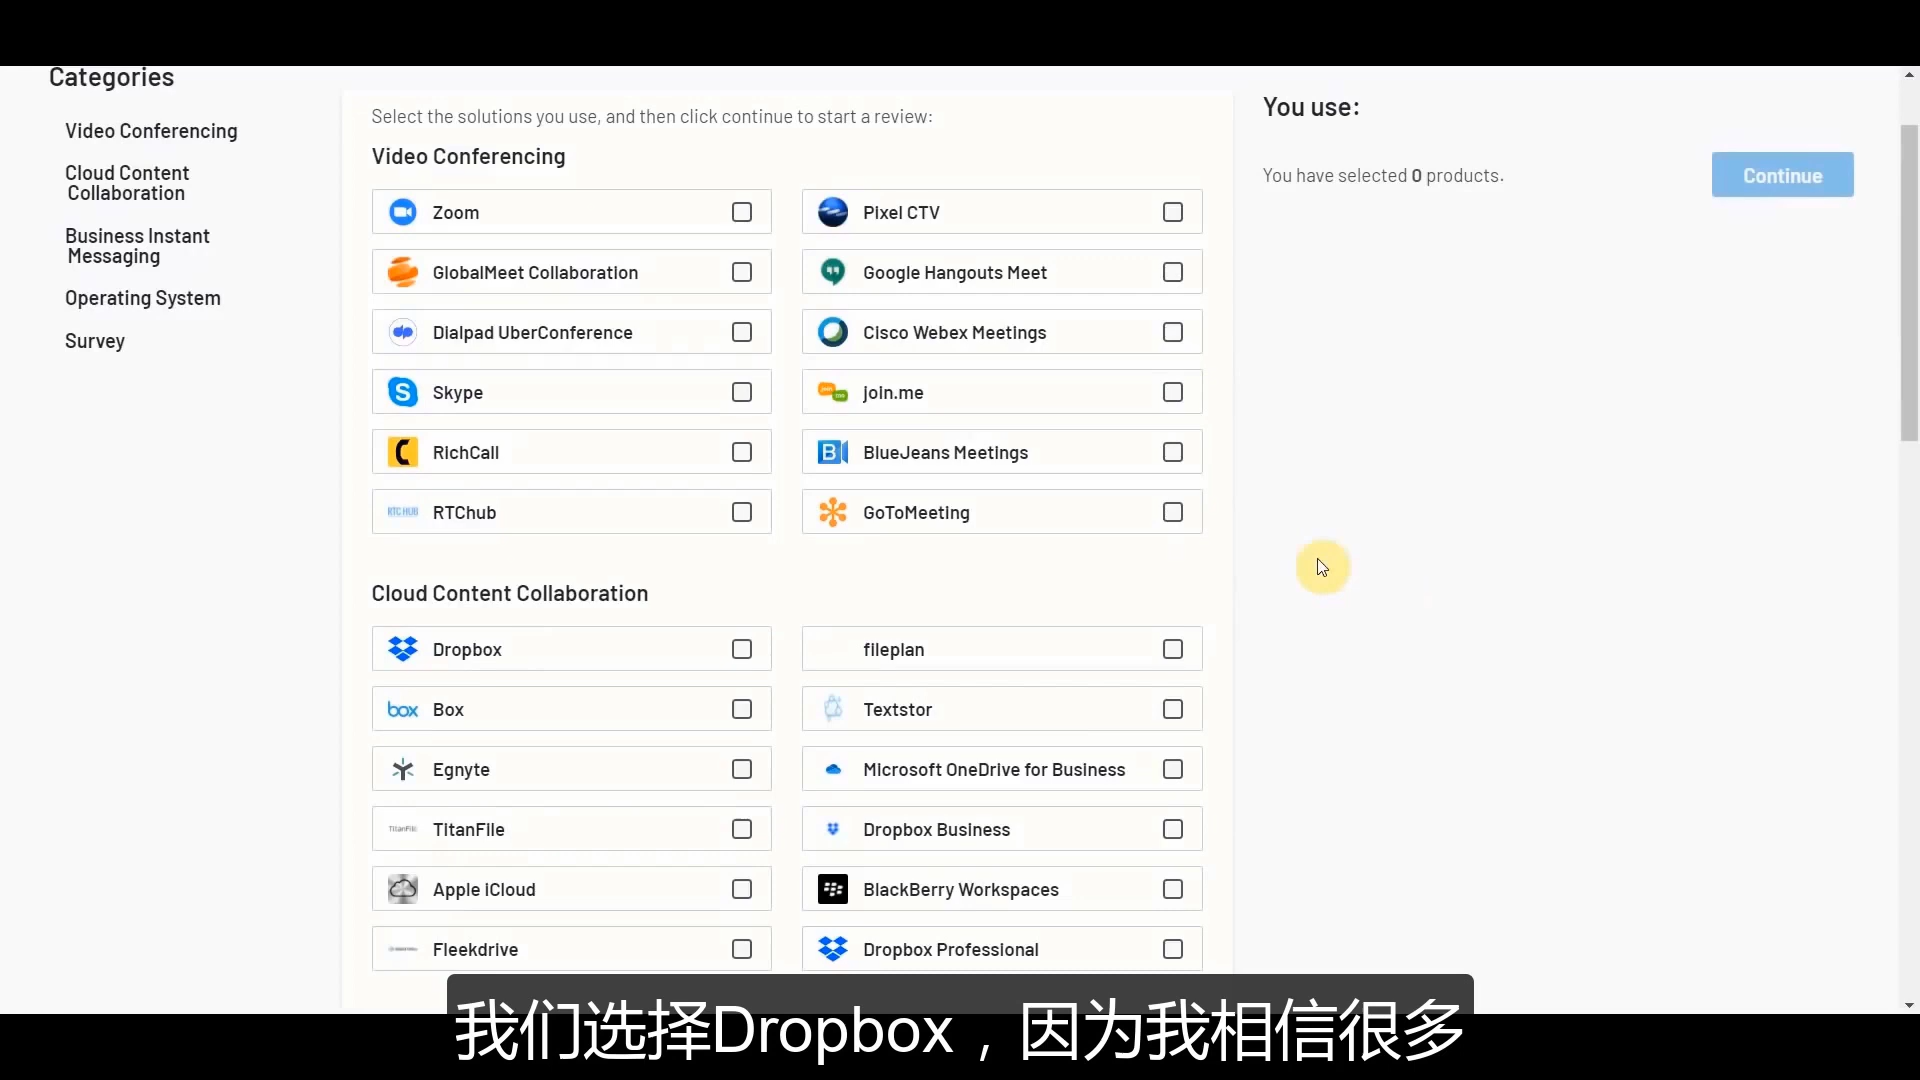 Categories
Video Conferencing
Cloud Content
Collaboration
Business Instant
Messaging
Operating System
Survey
Select the solutions you use, and then click continue to start a review:
Video Conferencing
Zoom
Pixel CTV
GlobalMeet Collaboration
Google Hangouts Meet
Dialpad UberConference
Cisco Webex Meetings
Skype
join.me
RichCall
BlueJeans Meetings
RTC HUB
RTChub
GoToMeeting
Cloud Content Collaboration
Dropbox
fileplan
box
Box
Textstor
Egnyte
Microsoft OneDrive for Business
TitanFile
TitanFile
Dropbox Business
Apple iCloud
BlackBerry Workspaces
Fleekdrive
Dropbox Professional
You use:
You have selected 0 products.
Continue
我们选择Dropbox，因为我相信很多